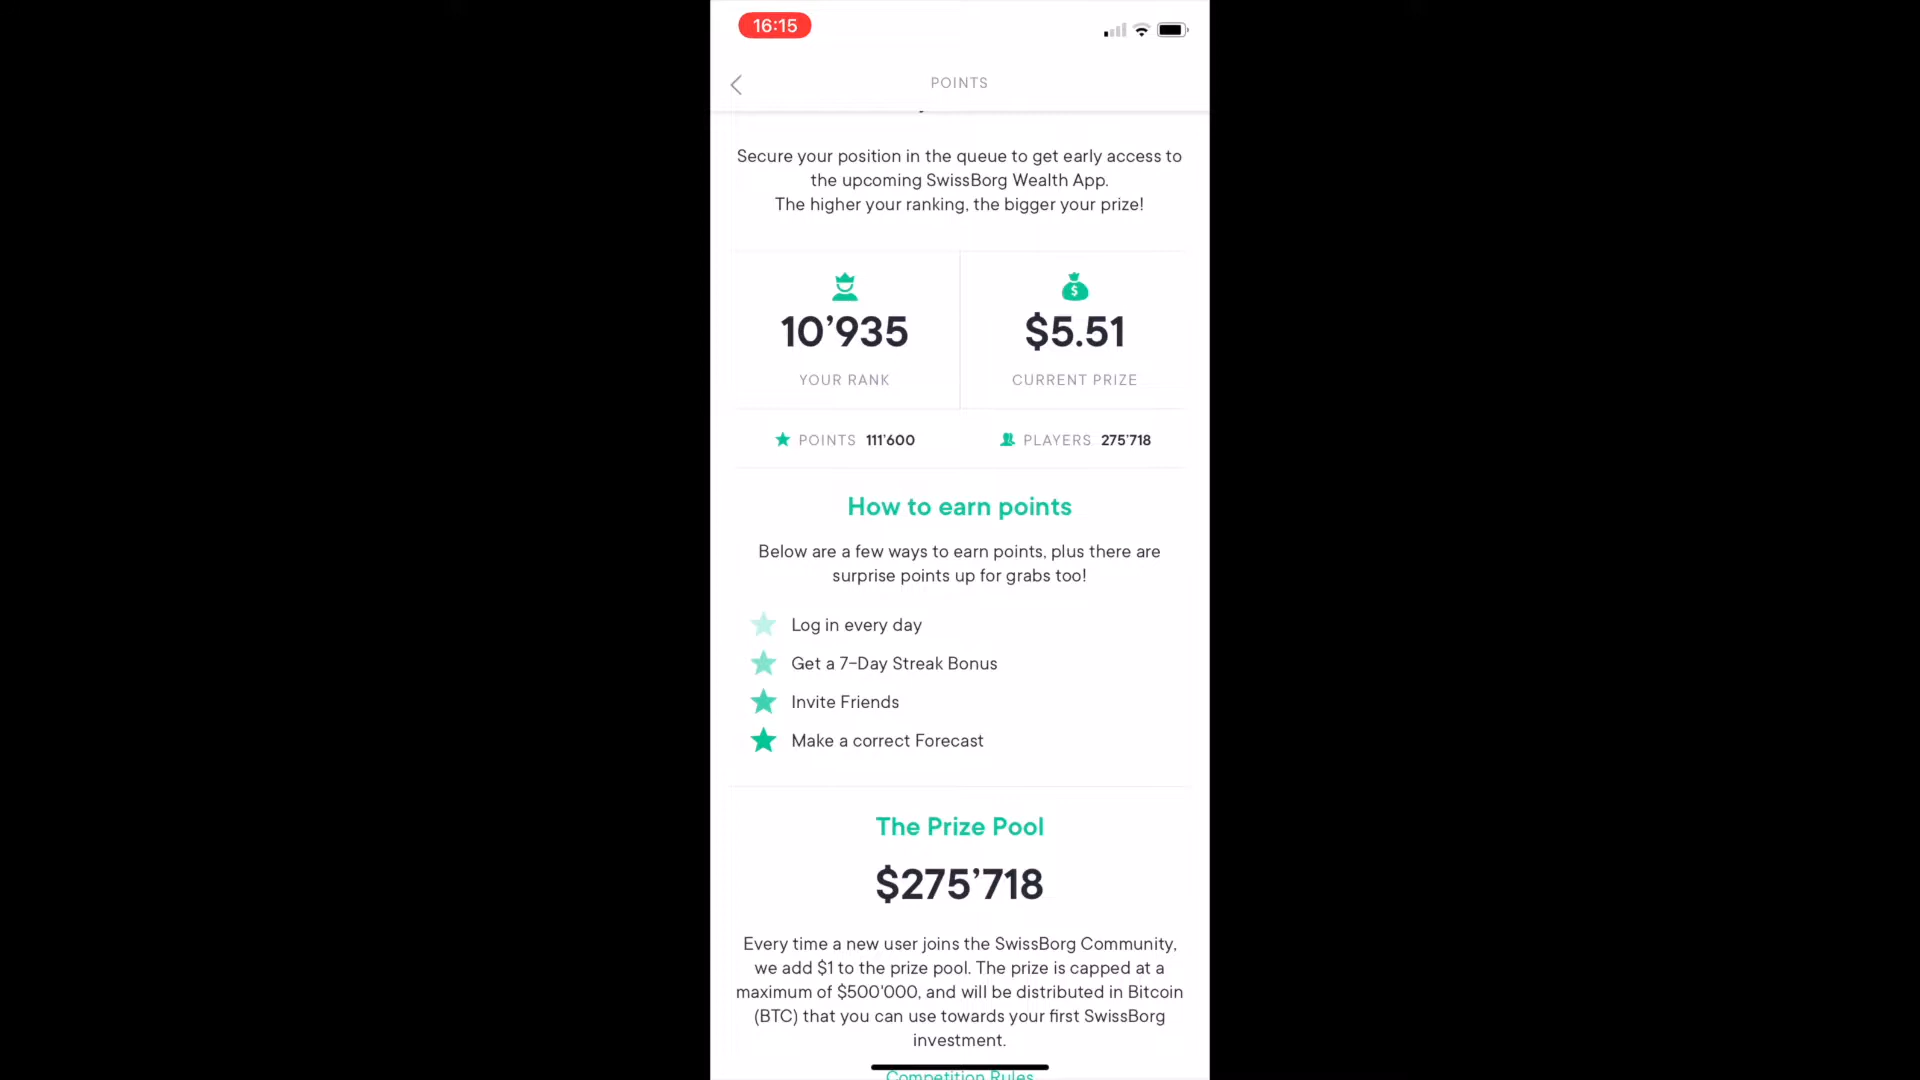 16:15
POINTS
Secure your position in the queue to get early access to
the upcoming SwissBorg Wealth App.
The higher your ranking, the bigger your prize!
10’935
$5.51
YOUR RANK
CURRENT PRIZE
POINTS 111’600
PLAYERS 275’718
How to earn points
Below are a few ways to earn points, plus there are
surprise points up for grabs too!
Log in every day
Get a 7-Day Streak Bonus
Invite Friends
Make a correct Forecast
The Prize Pool
$275’718
Every time a new user joins the SwissBorg Community,
we add $1 to the prize pool. The prize is capped at a
maximum of $500'000, and will be distributed in Bitcoin
(BTC) that you can use towards your first SwissBorg
investment.
Competition Rules